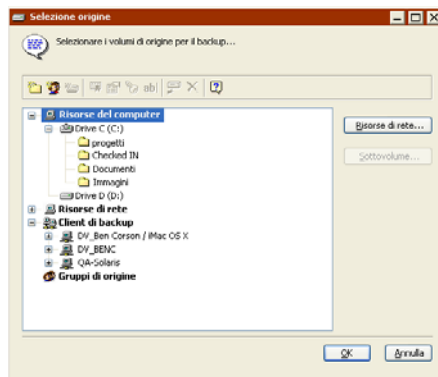 Selezione origine
Selezionare i volumi di origine per il backup...
ab|
Risorse del computer
Drive C (C:)
progetti
Checked IN
Documenti
Immagini
Drive D (D:)
Risorse di rete
Client di backup
DV_Ben Corson / iMac OS X
DV_BENC
QA-Solaris
Gruppi di origine
Risorse di rete...
Sottovolume...
OK
Annulla